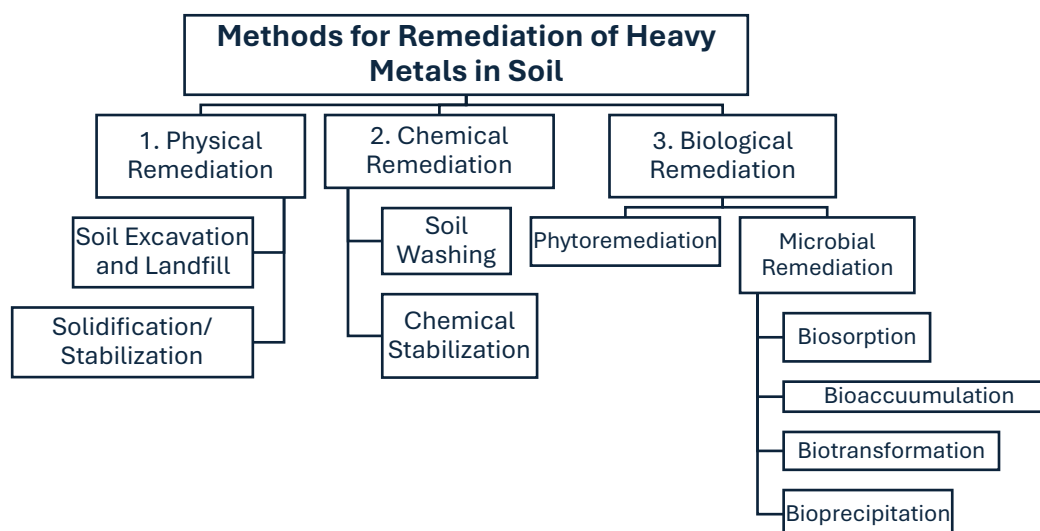 Methods for Remediation of Heavy
Metals in Soil
1. Physical
Remediation
Soil Excavation
and Landfill
Solidification/
Stabilization
2. Chemical
Remediation
Soil
Washing
Chemical
Stabilization
3. Biological
Remediation
Phytoremediation
Microbial
Remediation
Biosorption
Bioaccuumulation
Biotransformation
Bioprecipitation